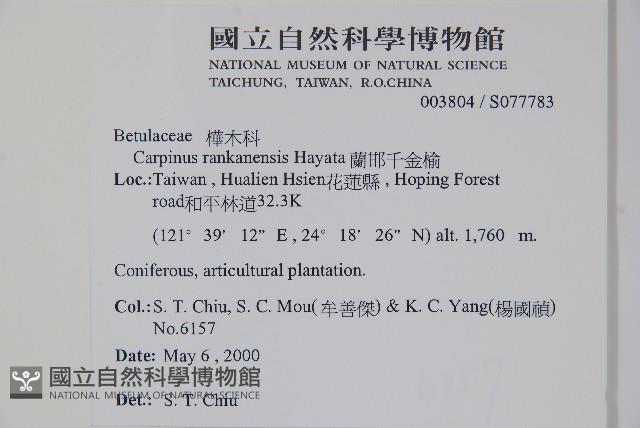 國立自然科學博物館
NATIONAL MUSEUM OF NATURAL SCIENCE
TAICHUNG, TAIWAN, R.O.CHINA
003804 / S077783
Betulaceae 樺木科
Carpinus rankanensis Hayata 蘭邯千金榆
Loc.:Taiwan , Hualien Hsien花蓮縣 , Hoping Forest
road和平林道32.3K
(121° 39' 12" E , 24° 18' 26" N) alt. 1,760 m.
Coniferous, articultural plantation.
Col.:S. T. Chiu, S. C. Mou(牟善傑) & K. C. Yang(楊國禎)
No.6157
Date: May 6 , 2000
國立自然科學博物館
NATIONAL MUSEUM OF NATURAL SCIENCE
Det.: S. T. Chiu